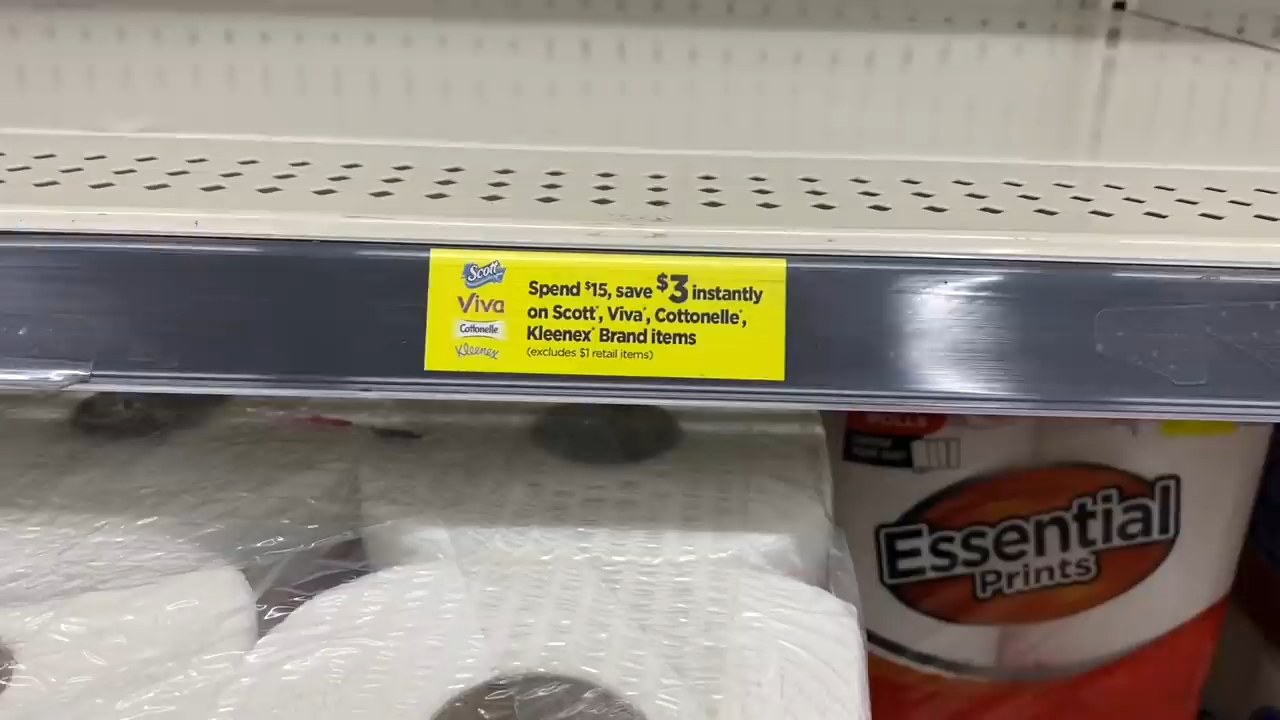 Scott
Viva
Cottonelle
Kleenex
Spend $15, save $3 instantly
on Scott®, Viva®, Cottonelle®,
Kleenex® Brand items
(excludes $1 retail items)
Essential
Prints